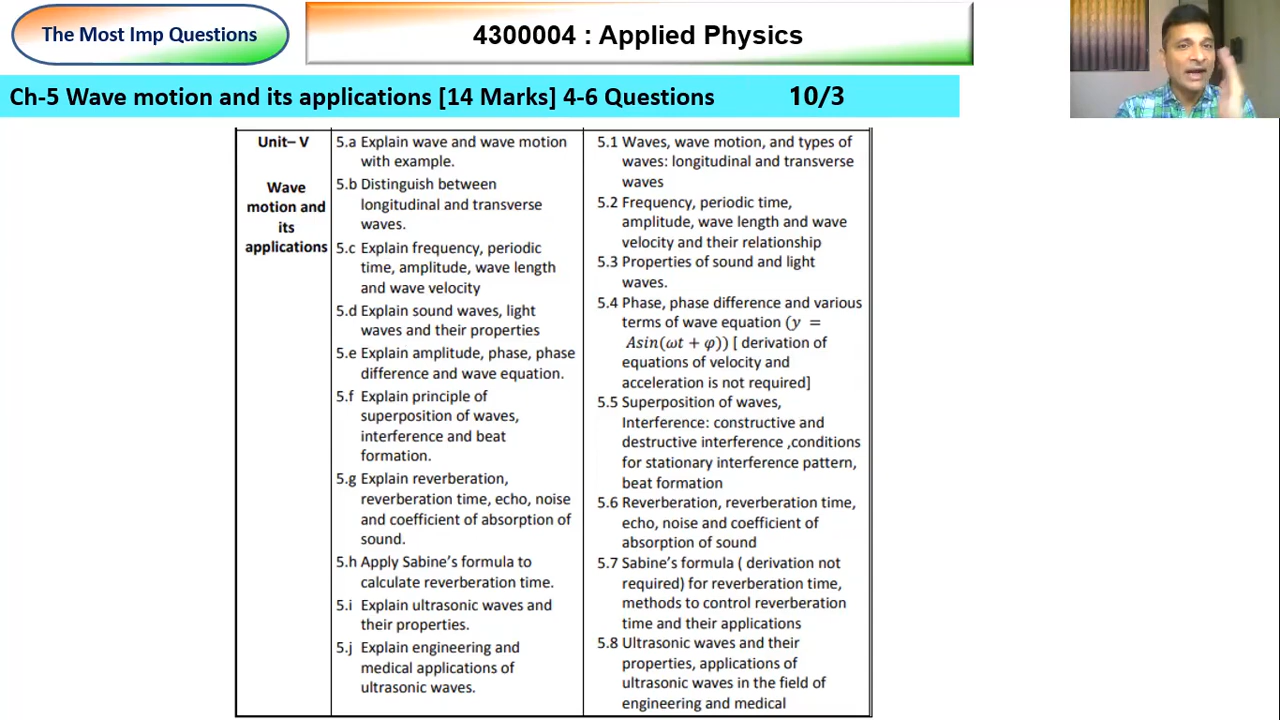 The Most Imp Questions
4300004 : Applied Physics
Ch-5 Wave motion and its applications [14 Marks] 4-6 Questions 10/3
Unit– V
Wave
motion and
its
applications
5.a Explain wave and wave motion
with example.
5.b Distinguish between
longitudinal and transverse
waves.
5.c Explain frequency, periodic
time, amplitude, wave length
and wave velocity
5.d Explain sound waves, light
waves and their properties
5.e Explain amplitude, phase, phase
difference and wave equation.
5.f Explain principle of
superposition of waves,
interference and beat
formation.
5.g Explain reverberation,
reverberation time, echo, noise
and coefficient of absorption of
sound.
5.h Apply Sabine’s formula to
calculate reverberation time.
5.i Explain ultrasonic waves and
their properties.
5.j Explain engineering and
medical applications of
ultrasonic waves.
5.1 Waves, wave motion, and types of
waves: longitudinal and transverse
waves
5.2 Frequency, periodic time,
amplitude, wave length and wave
velocity and their relationship
5.3 Properties of sound and light
waves.
5.4 Phase, phase difference and various
terms of wave equation (y =
Asin(ωt + φ)) [ derivation of
equations of velocity and
acceleration is not required]
5.5 Superposition of waves,
Interference: constructive and
destructive interference ,conditions
for stationary interference pattern,
beat formation
5.6 Reverberation, reverberation time,
echo, noise and coefficient of
absorption of sound
5.7 Sabine’s formula ( derivation not
required) for reverberation time,
methods to control reverberation
time and their applications
5.8 Ultrasonic waves and their
properties, applications of
ultrasonic waves in the field of
engineering and medical